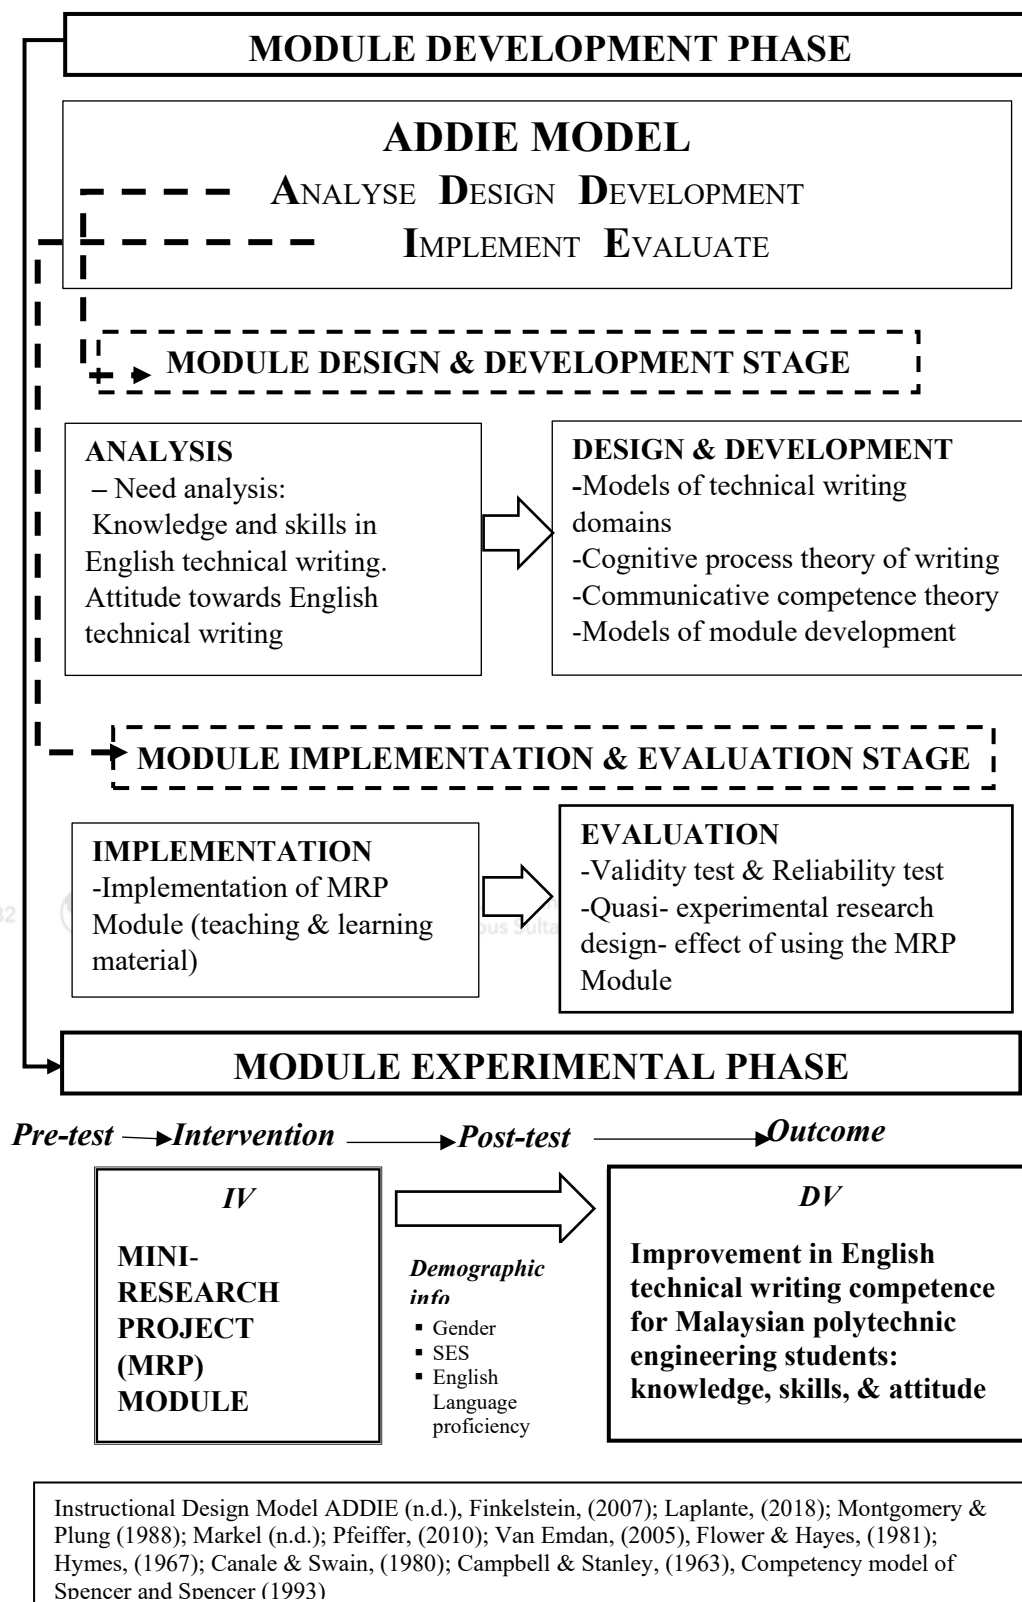 MODULE DEVELOPMENT PHASE
ADDIE MODEL
ANALYSE DESIGN DEVELOPMENT
IMPLEMENT EVALUATE
MODULE DESIGN & DEVELOPMENT STAGE
ANALYSIS
– Need analysis:
Knowledge and skills in
English technical writing.
Attitude towards English
technical writing
DESIGN & DEVELOPMENT
-Models of technical writing
domains
-Cognitive process theory of writing
-Communicative competence theory
-Models of module development
MODULE IMPLEMENTATION & EVALUATION STAGE
IMPLEMENTATION
-Implementation of MRP
Module (teaching & learning
material)
EVALUATION
-Validity test & Reliability test
-Quasi- experimental research
design- effect of using the MRP
Module
32
MODULE EXPERIMENTAL PHASE
Pre-test Intervention Post-test Outcome
IV
MINI-
RESEARCH
PROJECT
(MRP)
MODULE
Demographic
info
▪ Gender
▪ SES
▪ English
Language
proficiency
DV
Improvement in English
technical writing competence
for Malaysian polytechnic
engineering students:
knowledge, skills, & attitude
Instructional Design Model ADDIE (n.d.), Finkelstein, (2007); Laplante, (2018); Montgomery &
Plung (1988); Markel (n.d.); Pfeiffer, (2010); Van Emdan, (2005), Flower & Hayes, (1981);
Hymes, (1967); Canale & Swain, (1980); Campbell & Stanley, (1963), Competency model of
Spencer and Spencer (1993)